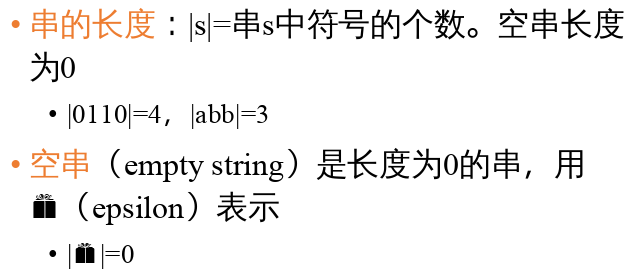 • 串的长度：|s|=串s中符号的个数。空串长度
为0
• |0110|=4，|abb|=3
• 空串（empty string）是长度为0的串，用
🎁（epsilon）表示
• |🎁|=0